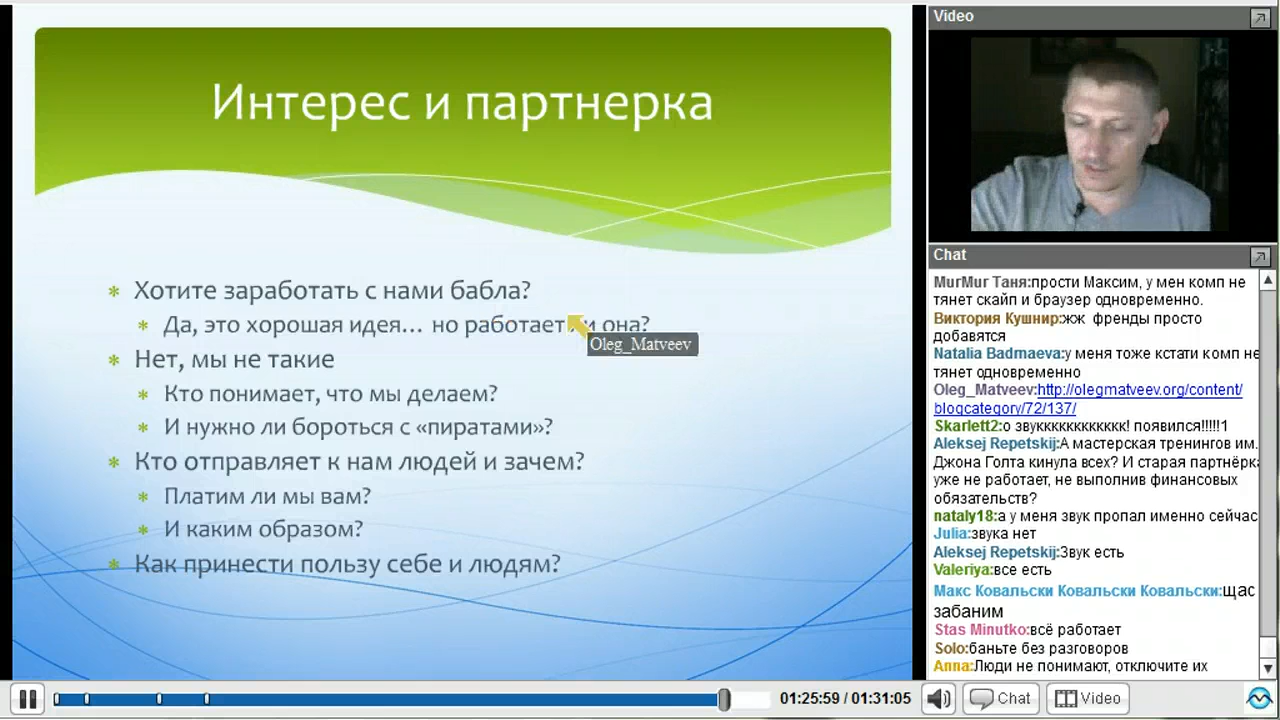 Интерес и партнерка
Хотите заработать с нами бабла?
Да, это хорошая идея... но работает ли она?
Oleg_Matveev
Нет, мы не такие
Кто понимает, что мы делаем?
И нужно ли бороться с «пиратами»?
Кто отправляет к нам людей и зачем?
Платим ли мы вам?
И каким образом?
Как принести пользу себе и людям?
Video
Chat
MurMur Таня:прости Максим, у мен комп не
тянет скайп и браузер одновременно.
Виктория Кушнир:жж френды просто
добавятся
Natalia Badmaeva:у меня тоже кстати комп не
тянет одновременно
Oleg_Matveev:http://olegmatveev.org/content/
blogcategory/72/137/
Skarlett2:о звукккккккккккк! появился!!!!!1
Aleksej Repetskij:А мастерская тренингов им.
Джона Голта кинула всех? И старая партнёрка
уже не работает, не выполнив финансовых
обязательств?
nataly18:а у меня звук пропал именно сейчас
Julia:звука нет
Aleksej Repetskij:Звук есть
Valeriya:все есть
Макс Ковальски Ковальски Ковальски:щас
забаним
Stas Minutko:всё работает
Solo:баньте без разговоров
Anna:Люди не понимают, отключите их
01:25:59 / 01:31:05
Chat
Video